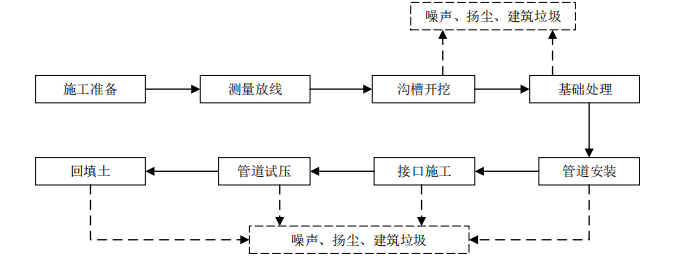 噪声、扬尘、建筑垃圾
施工准备
测量放线
沟槽开挖
基础处理
回填土
管道试压
接口施工
管道安装
噪声、扬尘、建筑垃圾